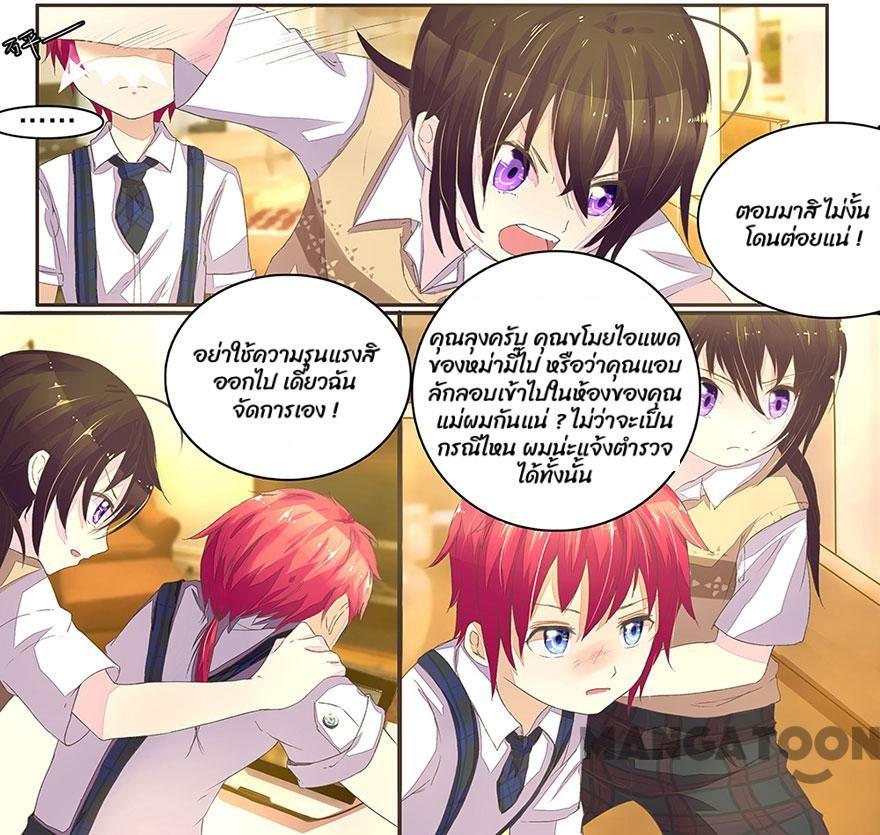 砰
......
ตอบมาสิ ไม่งั้น
โดนต่อยแน่ !
อย่าใช้ความรุนแรงสิ
ออกไป เดี๋ยวฉัน
จัดการเอง !
คุณลุงครับ คุณขโมยไอแพด
ของหม่ามี้ไป หรือว่าคุณแอบ
ลักลอบเข้าไปในห้องของคุณ
แม่ผมกันแน่ ? ไม่ว่าจะเป็น
กรณีไหน ผมน่ะแจ้งตำรวจ
ได้ทั้งนั้น
MANGATOON